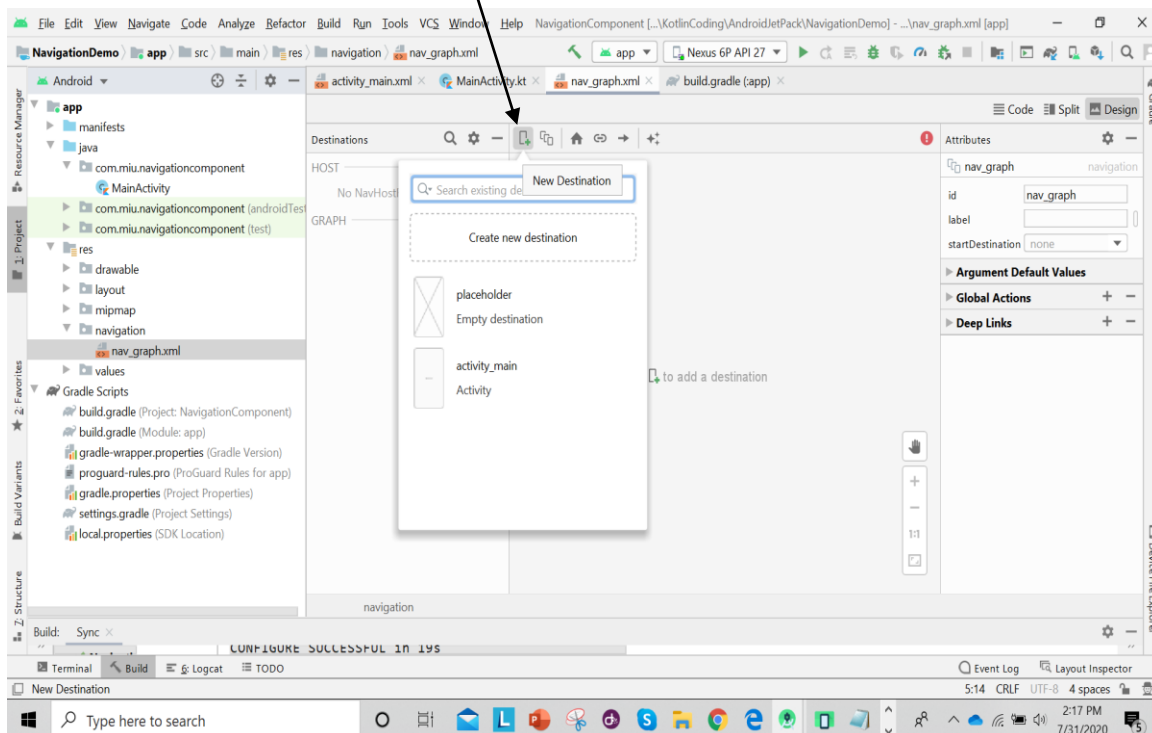 File Edit View Navigate Code Analyze Refactor Build Run Tools VCS Window Help NavigationComponent [...\KotlinCoding\AndroidJetPack\NavigationDemo] - ...\nav_graph.xml [app]
NavigationDemo app src main res navigation nav_graph.xml app Nexus 6P API 27
Android activity_main.xml MainActivity.kt nav_graph.xml build.gradle (:app)
Code Split Design
Resource Manager
1: Project
2: Favorites
Build Variants
Z: Structure
app
manifests
java
com.miu.navigationcomponent
MainActivity
com.miu.navigationcomponent (androidTest
com.miu.navigationcomponent (test)
res
drawable
layout
mipmap
navigation
nav_graph.xml
values
Gradle Scripts
build.gradle (Project: NavigationComponent)
build.gradle (Module: app)
gradle-wrapper.properties (Gradle Version)
proguard-rules.pro (ProGuard Rules for app)
gradle.properties (Project Properties)
settings.gradle (Project Settings)
local.properties (SDK Location)
Destinations
HOST
No NavHost
GRAPH
New Destination
Search existing de
Create new destination
placeholder
Empty destination
activity_main
Activity
to add a destination
1:1
navigation
Attributes
nav_graph navigation
id nav_graph
label
startDestination none
Argument Default Values
Global Actions
Deep Links
Build: Sync
CONFIGURE SUCCESSFUL in 19s
Terminal Build 6: Logcat TODO Event Log Layout Inspector
New Destination 5:14 CRLF UTF-8 4 spaces
Type here to search
2:17 PM
7/31/2020
5